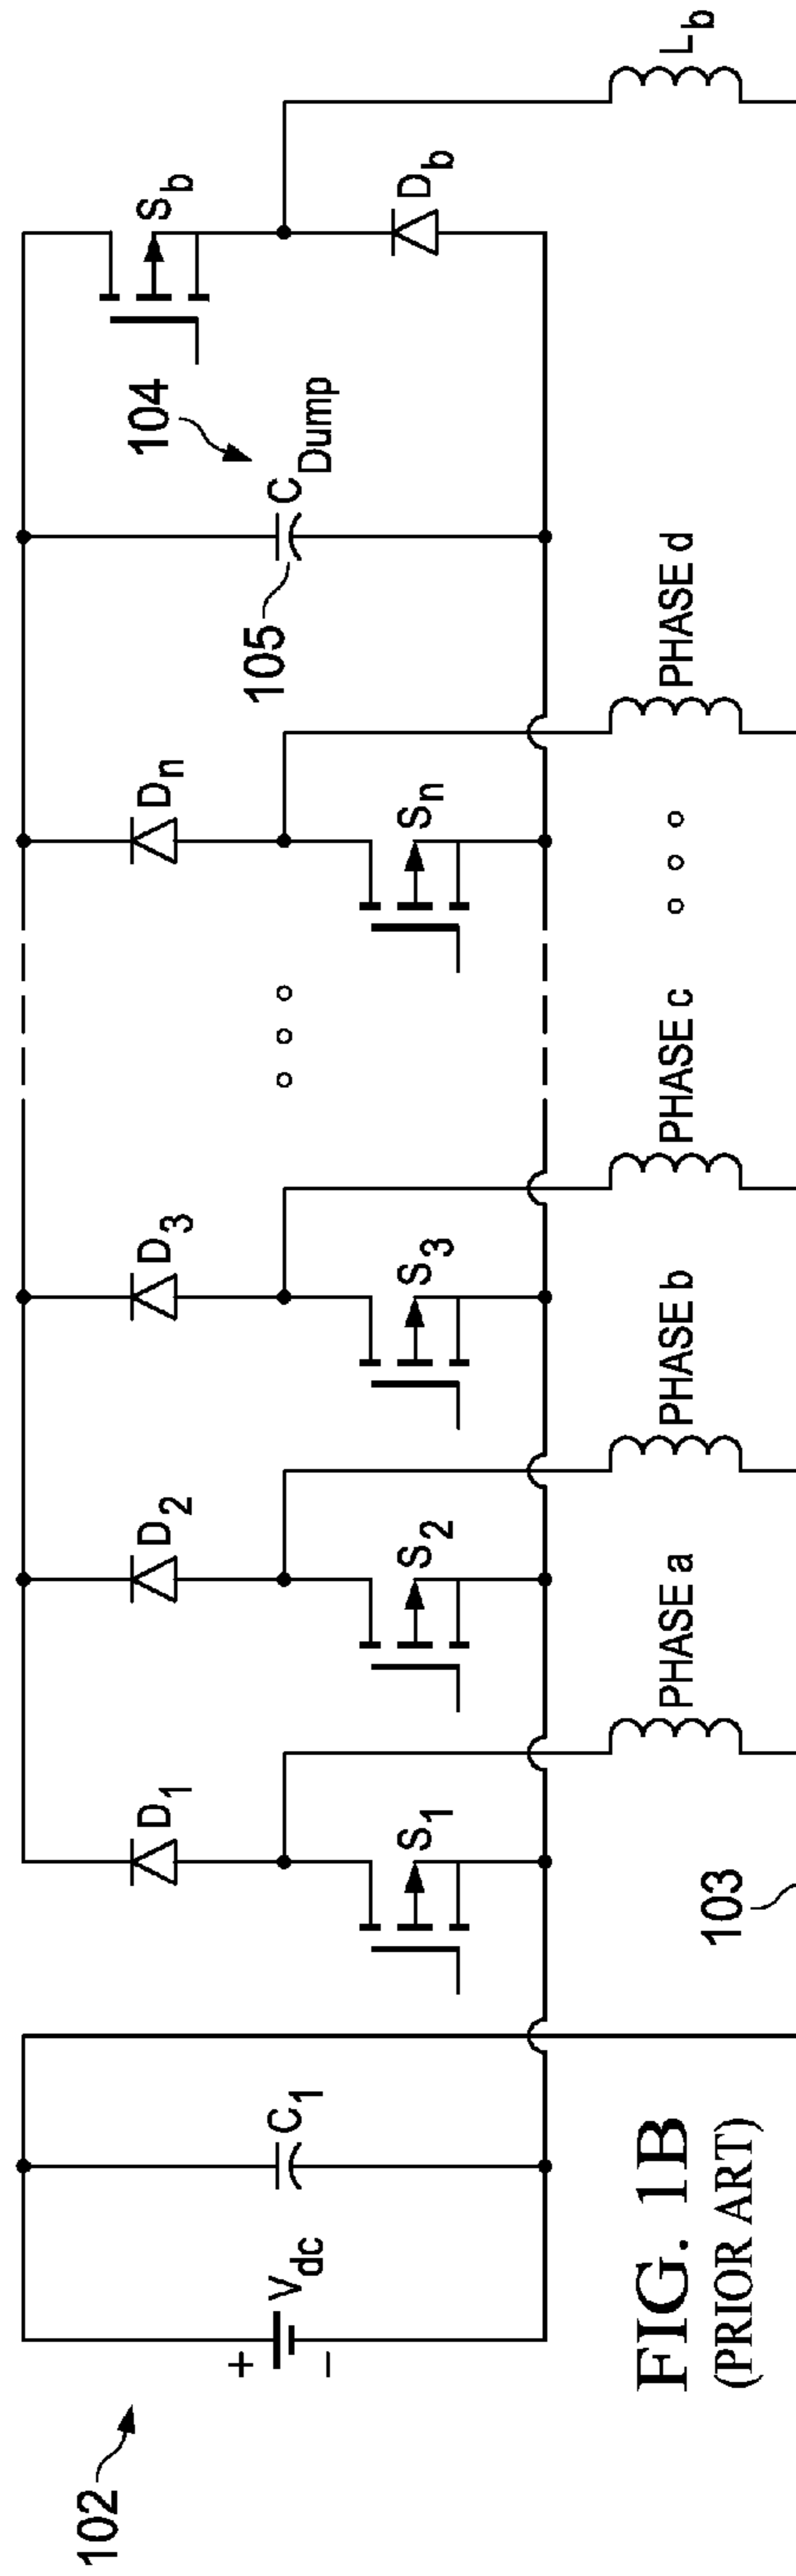 102
+
V_dc
–
C_1
D_1
S_1
D_2
S_2
D_3
S_3
D_n
S_n
105
C_Dump
104
S_b
D_b
L_b
103
PHASE a
PHASE b
PHASE c
PHASE d
FIG. 1B
(PRIOR ART)